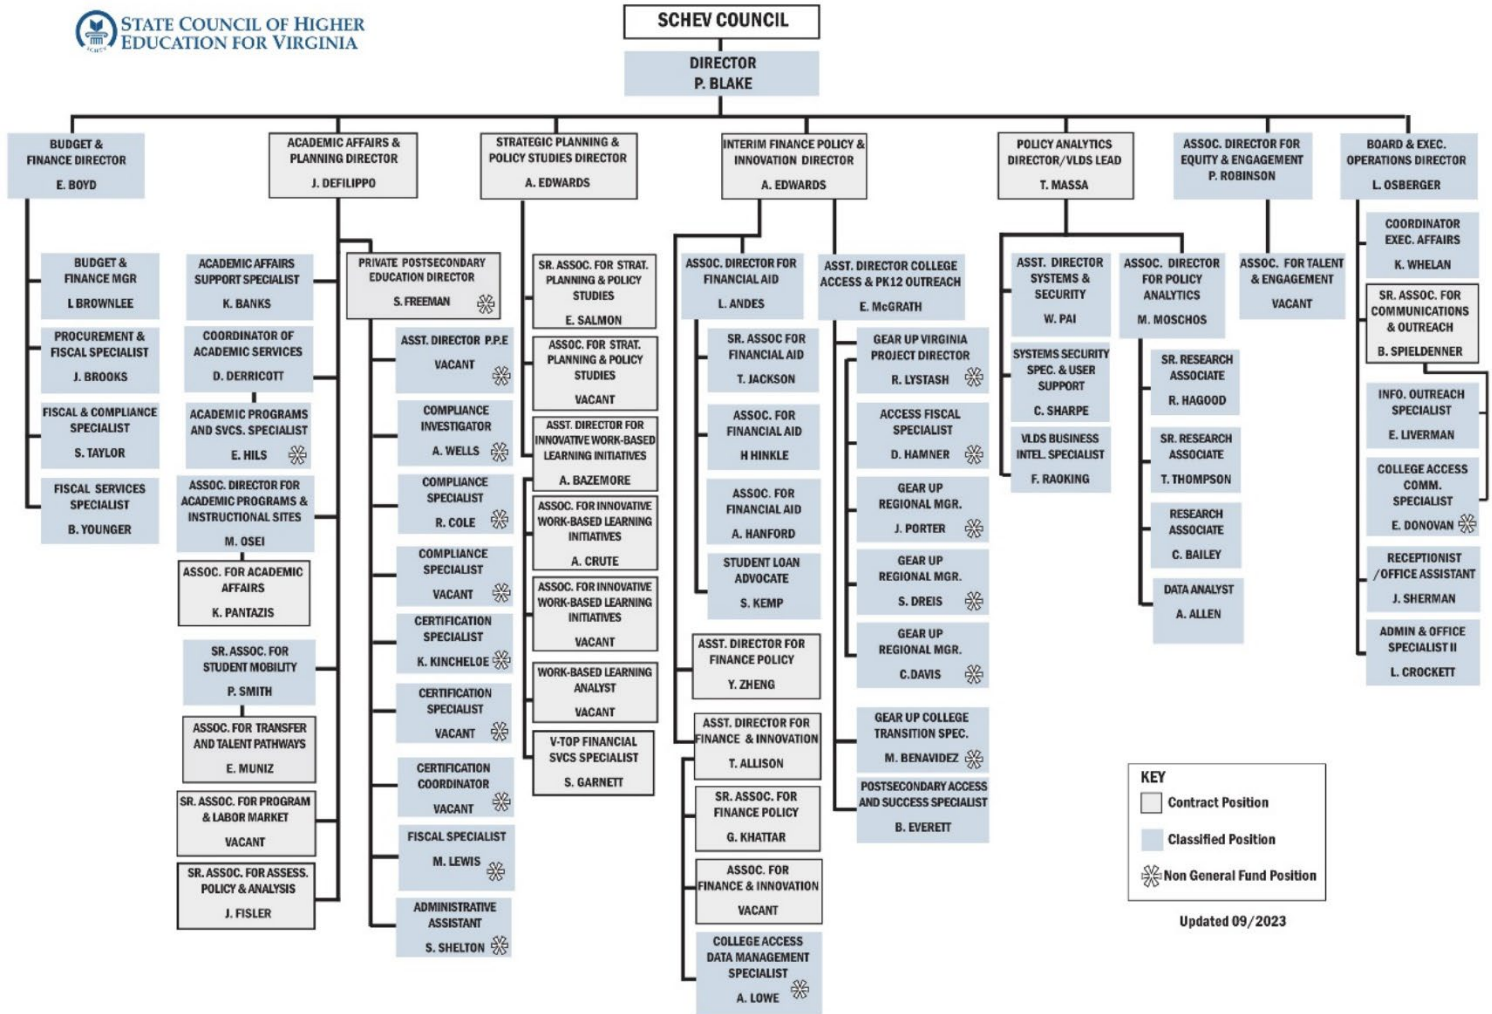 STATE COUNCIL OF HIGHER
EDUCATION FOR VIRGINIA
SCHEV COUNCIL
DIRECTOR
P. BLAKE
BUDGET &
FINANCE DIRECTOR
E. BOYD
ACADEMIC AFFAIRS &
PLANNING DIRECTOR
J. DEFILIPPO
STRATEGIC PLANNING &
POLICY STUDIES DIRECTOR
A. EDWARDS
INTERIM FINANCE POLICY &
INNOVATION DIRECTOR
A. EDWARDS
POLICY ANALYTICS
DIRECTOR/VLDS LEAD
T. MASSA
ASSOC. DIRECTOR FOR
EQUITY & ENGAGEMENT
P. ROBINSON
BOARD & EXEC.
OPERATIONS DIRECTOR
L. OSBERGER
BUDGET &
FINANCE MGR
I. BROWNLEE
PROCUREMENT &
FISCAL SPECIALIST
J. BROOKS
FISCAL & COMPLIANCE
SPECIALIST
S. TAYLOR
FISCAL SERVICES
SPECIALIST
B. YOUNGER
ACADEMIC AFFAIRS
SUPPORT SPECIALIST
K. BANKS
COORDINATOR OF
ACADEMIC SERVICES
D. DERRICOTT
ACADEMIC PROGRAMS
AND SVCS. SPECIALIST
E. HILS
ASSOC. DIRECTOR FOR
ACADEMIC PROGRAMS &
INSTRUCTIONAL SITES
M. OSEI
ASSOC. FOR ACADEMIC
AFFAIRS
K. PANTAZIS
SR. ASSOC. FOR
STUDENT MOBILITY
P. SMITH
ASSOC. FOR TRANSFER
AND TALENT PATHWAYS
E. MUNIZ
SR. ASSOC. FOR PROGRAM
& LABOR MARKET
VACANT
SR. ASSOC. FOR ASSESS.
POLICY & ANALYSIS
J. FISLER
PRIVATE POSTSECONDARY
EDUCATION DIRECTOR
S. FREEMAN
ASST. DIRECTOR P.P.E
VACANT
COMPLIANCE
INVESTIGATOR
A. WELLS
COMPLIANCE
SPECIALIST
R. COLE
COMPLIANCE
SPECIALIST
VACANT
CERTIFICATION
SPECIALIST
K. KINCHELOE
CERTIFICATION
SPECIALIST
VACANT
CERTIFICATION
COORDINATOR
VACANT
FISCAL SPECIALIST
M. LEWIS
ADMINISTRATIVE
ASSISTANT
S. SHELTON
SR. ASSOC. FOR STRAT.
PLANNING & POLICY
STUDIES
E. SALMON
ASSOC. FOR STRAT.
PLANNING & POLICY
STUDIES
VACANT
ASST. DIRECTOR FOR
INNOVATIVE WORK-BASED
LEARNING INITIATIVES
A. BAZEMORE
ASSOC. FOR INNOVATIVE
WORK-BASED LEARNING
INITIATIVES
A. CRUTE
ASSOC. FOR INNOVATIVE
WORK-BASED LEARNING
INITIATIVES
VACANT
WORK-BASED LEARNING
ANALYST
VACANT
V-TOP FINANCIAL
SVCS SPECIALIST
S. GARNETT
ASSOC. DIRECTOR FOR
FINANCIAL AID
L. ANDES
SR. ASSOC FOR
FINANCIAL AID
T. JACKSON
ASSOC. FOR
FINANCIAL AID
H HINKLE
ASSOC. FOR
FINANCIAL AID
A. HANFORD
STUDENT LOAN
ADVOCATE
S. KEMP
ASST. DIRECTOR FOR
FINANCE POLICY
Y. ZHENG
ASST. DIRECTOR FOR
FINANCE & INNOVATION
T. ALLISON
SR. ASSOC. FOR
FINANCE POLICY
G. KHATTAR
ASSOC. FOR
FINANCE & INNOVATION
VACANT
COLLEGE ACCESS
DATA MANAGEMENT
SPECIALIST
A. LOWE
ASST. DIRECTOR COLLEGE
ACCESS & PK12 OUTREACH
E. McGRATH
GEAR UP VIRGINIA
PROJECT DIRECTOR
R. LYSTASH
ACCESS FISCAL
SPECIALIST
D. HAMNER
GEAR UP
REGIONAL MGR.
J. PORTER
GEAR UP
REGIONAL MGR.
S. DREIS
GEAR UP
REGIONAL MGR.
C.DAVIS
GEAR UP COLLEGE
TRANSITION SPEC.
M. BENAVIDEZ
POSTSECONDARY ACCESS
AND SUCCESS SPECIALIST
B. EVERETT
ASST. DIRECTOR
SYSTEMS &
SECURITY
W. PAI
SYSTEMS SECURITY
SPEC. & USER
SUPPORT
C. SHARPE
VLDS BUSINESS
INTEL. SPECIALIST
F. RAOKING
ASSOC. DIRECTOR
FOR POLICY
ANALYTICS
M. MOSCHOS
SR. RESEARCH
ASSOCIATE
R. HAGOOD
SR. RESEARCH
ASSOCIATE
T. THOMPSON
RESEARCH
ASSOCIATE
C. BAILEY
DATA ANALYST
A. ALLEN
ASSOC. FOR TALENT
& ENGAGEMENT
VACANT
COORDINATOR
EXEC. AFFAIRS
K. WHELAN
SR. ASSOC. FOR
COMMUNICATIONS
& OUTREACH
B. SPIELDENNER
INFO. OUTREACH
SPECIALIST
E. LIVERMAN
COLLEGE ACCESS
COMM.
SPECIALIST
E. DONOVAN
RECEPTIONIST
/OFFICE ASSISTANT
J. SHERMAN
ADMIN & OFFICE
SPECIALIST II
L. CROCKETT
KEY
Contract Position
Classified Position
Non General Fund Position
Updated 09/2023